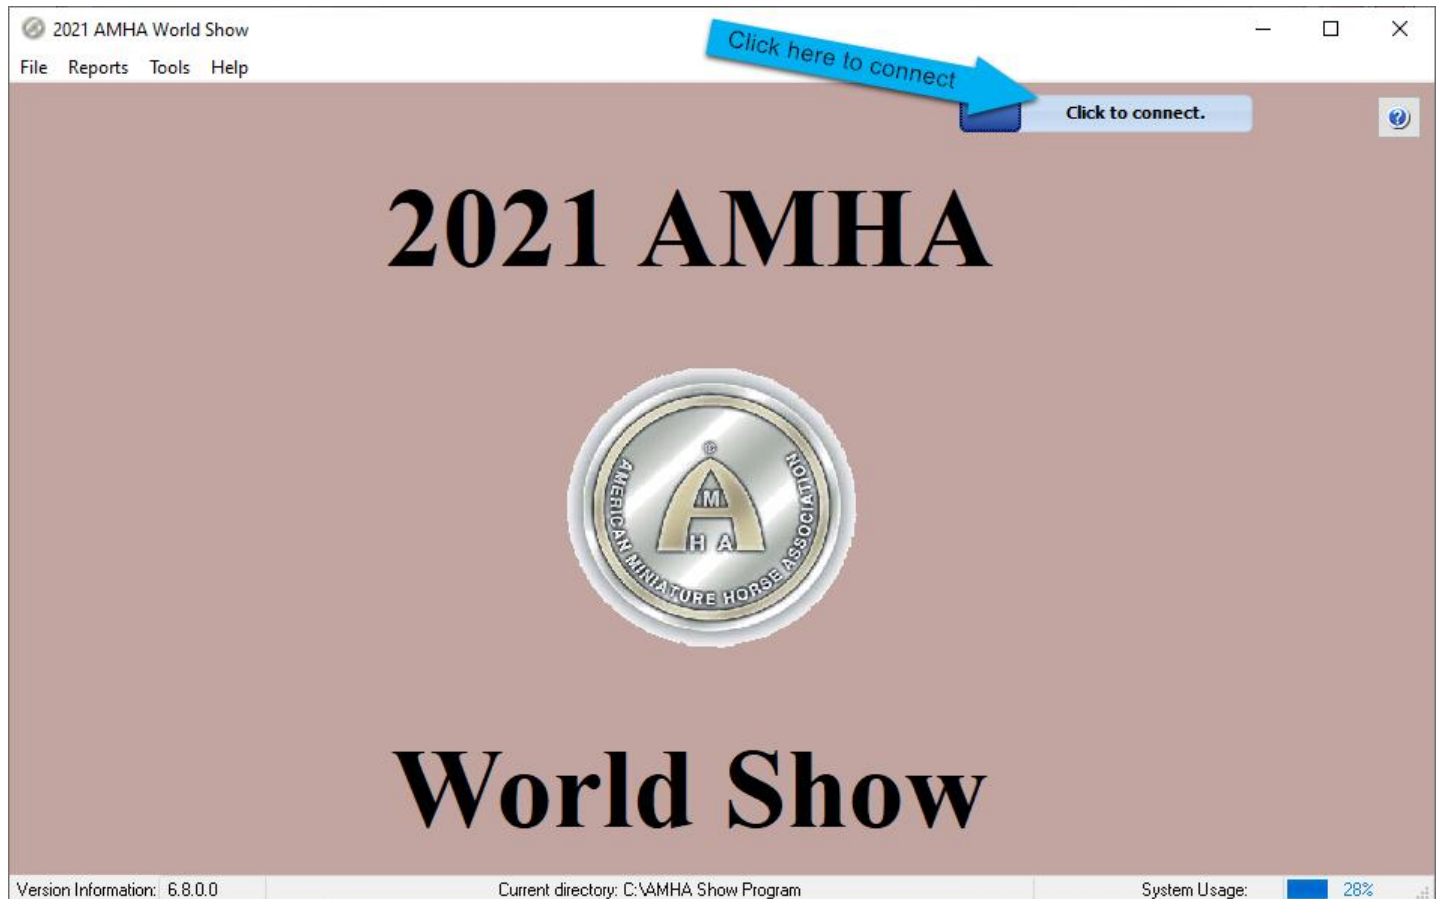 2021 AMHA World Show
File Reports Tools Help
Click here to connect
Click to connect.
2021 AMHA
©
AMERICAN MINIATURE HORSE ASSOCIATION
M
H A
World Show
Version Information: 6.8.0.0 Current directory: C:\AMHA Show Program System Usage: 28%